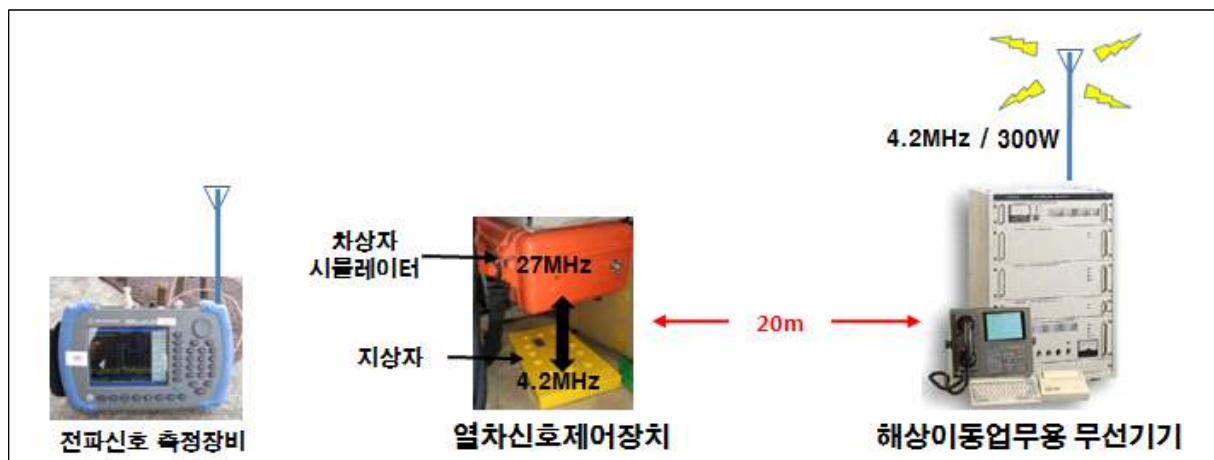 4.2MHz / 300W
차상자
시뮬레이터
27MHz
20m
지상자
4.2MHz
전파신호 측정장비
열차신호제어장치
해상이동업무용 무선기기